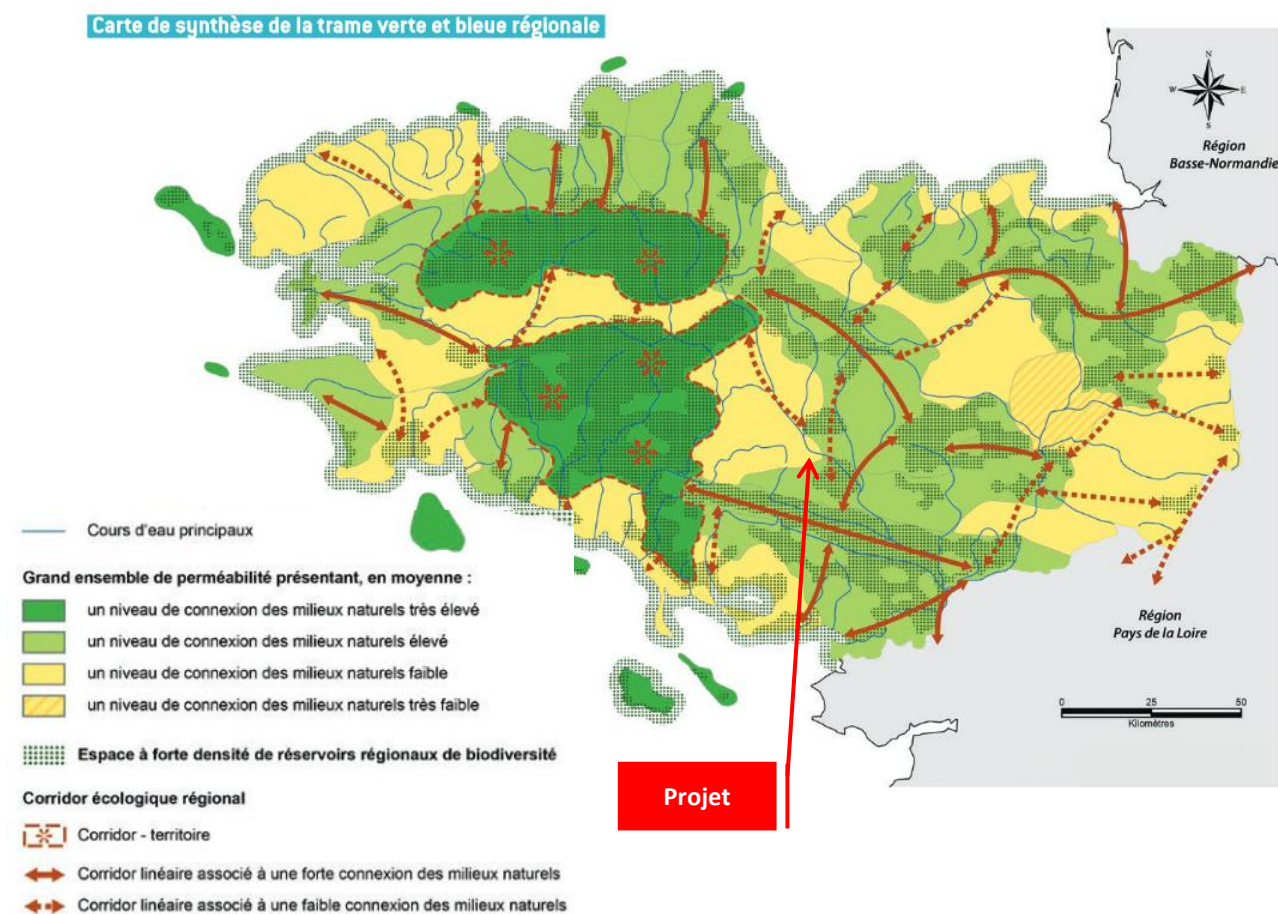 Carte de synthèse de la trame verte et bleue régionale
N
W
E
S
Région
Basse-Normandie
Cours d'eau principaux
Grand ensemble de perméabilité présentant, en moyenne :
un niveau de connexion des milieux naturels très élevé
un niveau de connexion des milieux naturels élevé
un niveau de connexion des milieux naturels faible
un niveau de connexion des milieux naturels très faible
Espace à forte densité de réservoirs régionaux de biodiversité
Corridor écologique régional
Corridor - territoire
Corridor linéaire associé à une forte connexion des milieux naturels
Corridor linéaire associé à une faible connexion des milieux naturels
Région
Pays de la Loire
0 25 50
Kilomètres
Projet